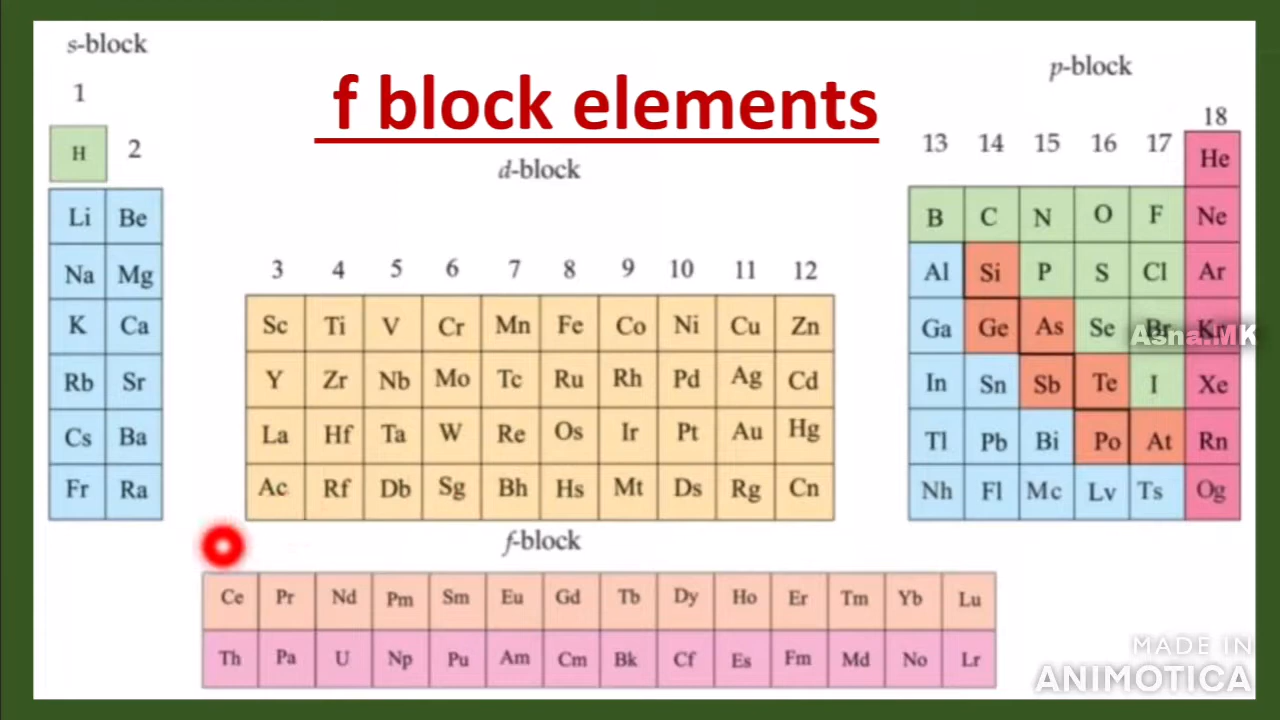 s-block
p-block
f block elements
1
18
2
13 14 15 16 17
d-block
H
He
Li Be
B C N O F Ne
3 4 5 6 7 8 9 10 11 12
Na Mg
Al Si P S Cl Ar
K Ca Sc Ti V Cr Mn Fe Co Ni Cu Zn Ga Ge As Se Br Kr
Asna.MK
Rb Sr Y Zr Nb Mo Tc Ru Rh Pd Ag Cd In Sn Sb Te I Xe
Cs Ba La Hf Ta W Re Os Ir Pt Au Hg Tl Pb Bi Po At Rn
Fr Ra Ac Rf Db Sg Bh Hs Mt Ds Rg Cn Nh Fl Mc Lv Ts Og
f-block
Ce Pr Nd Pm Sm Eu Gd Tb Dy Ho Er Tm Yb Lu
Th Pa U Np Pu Am Cm Bk Cf Es Fm Md No Lr
MADE IN
ANIMOTICA